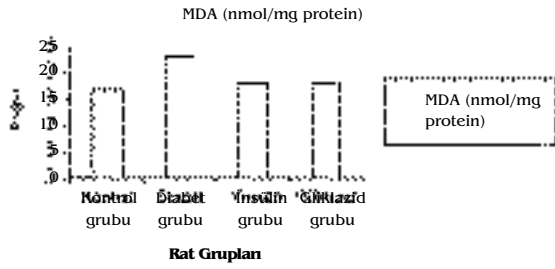 MDA (nmol/mg protein)
25
20
15
10
5
0
MDA (nmol/mg
protein)
Kontrol Diabet İnsülin Gliklazid
grubu grubu grubu grubu
Rat Grupları